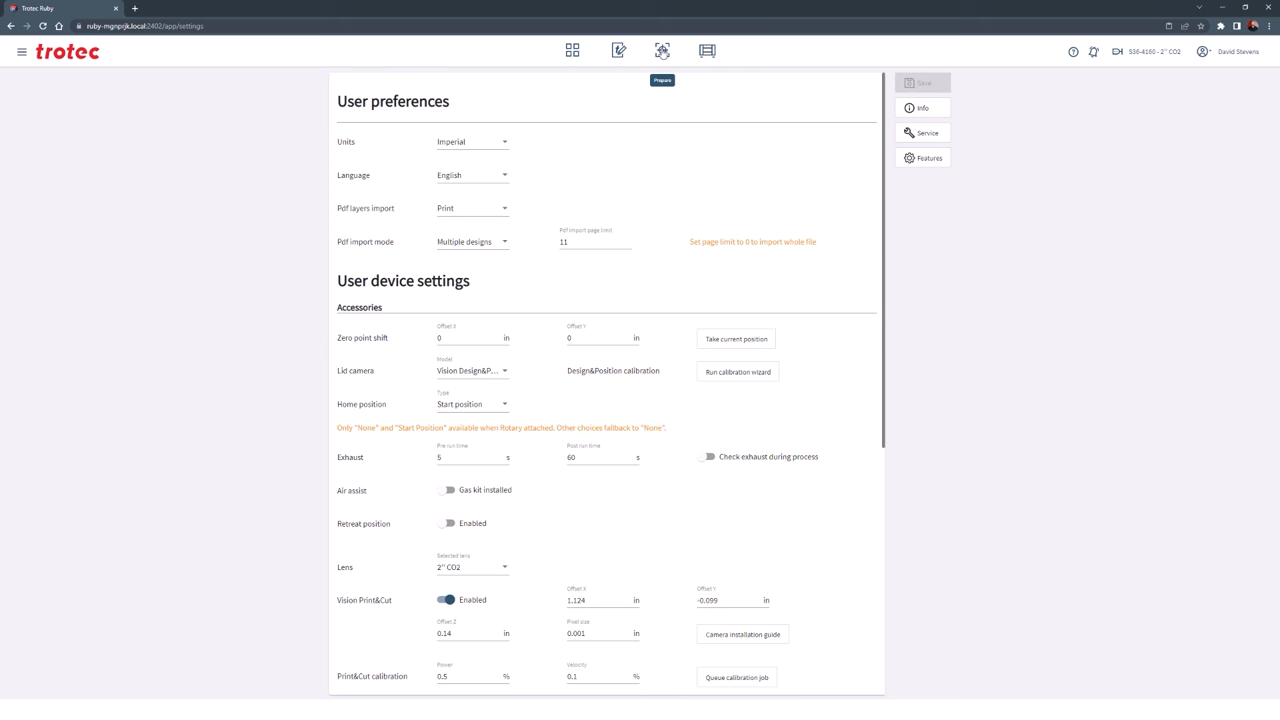 Trotec Ruby
ruby-mgnprjk.local:2402/app/settings
trotec
S36-4160 - 2" CO2
David Stevens
Prepare
User preferences
Units Imperial
Language English
Pdf layers import Print
Pdf import mode Multiple designs Pdf import page limit 11 Set page limit to 0 to import whole file
User device settings
Accessories
Zero point shift Offset X 0 in Offset Y 0 in Take current position
Lid camera Model Vision Design&P... Design&Position calibration Run calibration wizard
Home position Type Start position
Only "None" and "Start Position" available when Rotary attached. Other choices fallback to "None".
Exhaust Pre run time 5 s Post run time 60 s Check exhaust during process
Air assist Gas kit installed
Retreat position Enabled
Lens Selected lens 2" CO2
Vision Print&Cut Enabled Offset X 1.124 in Offset Y -0.099 in
Offset Z 0.14 in Pixel size 0.001 in Camera installation guide
Print&Cut calibration Power 0.5 % Velocity 0.1 % Queue calibration job
Save
Info
Service
Features